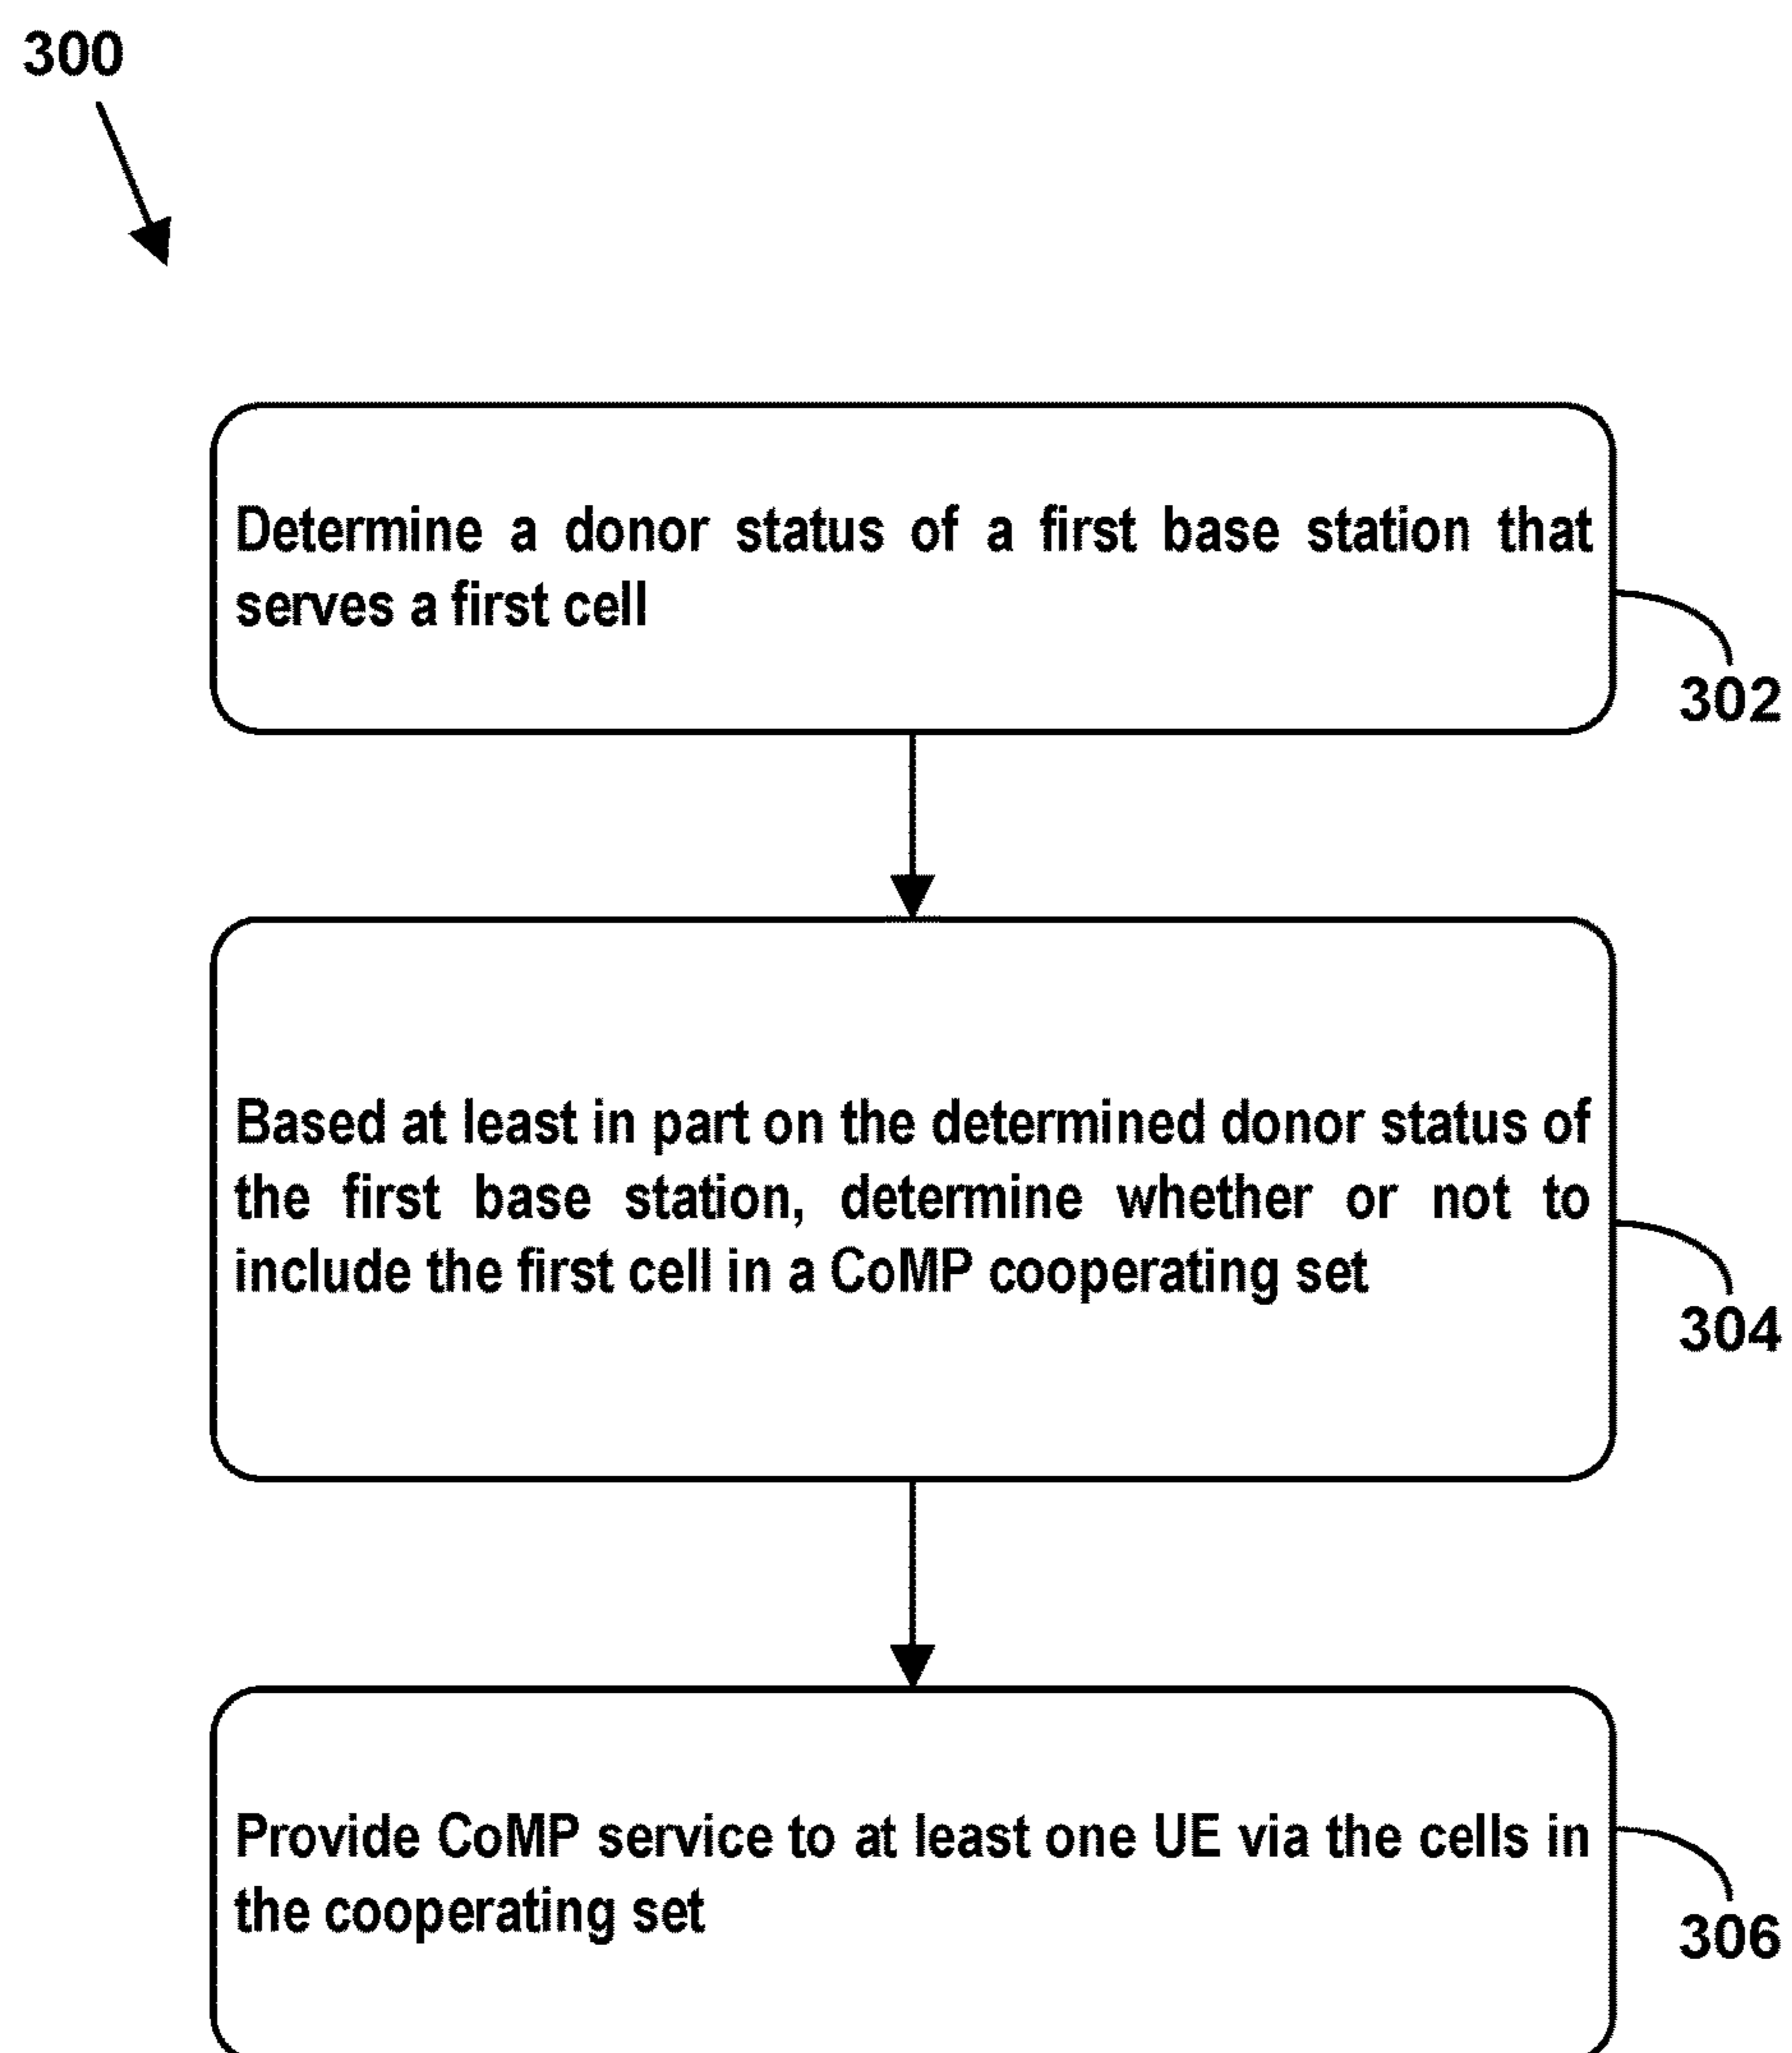 300
Determine a donor status of a first base station that
serves a first cell
302
Based at least in part on the determined donor status of
the first base station, determine whether or not to
include the first cell in a CoMP cooperating set
304
Provide CoMP service to at least one UE via the cells in
the cooperating set
306